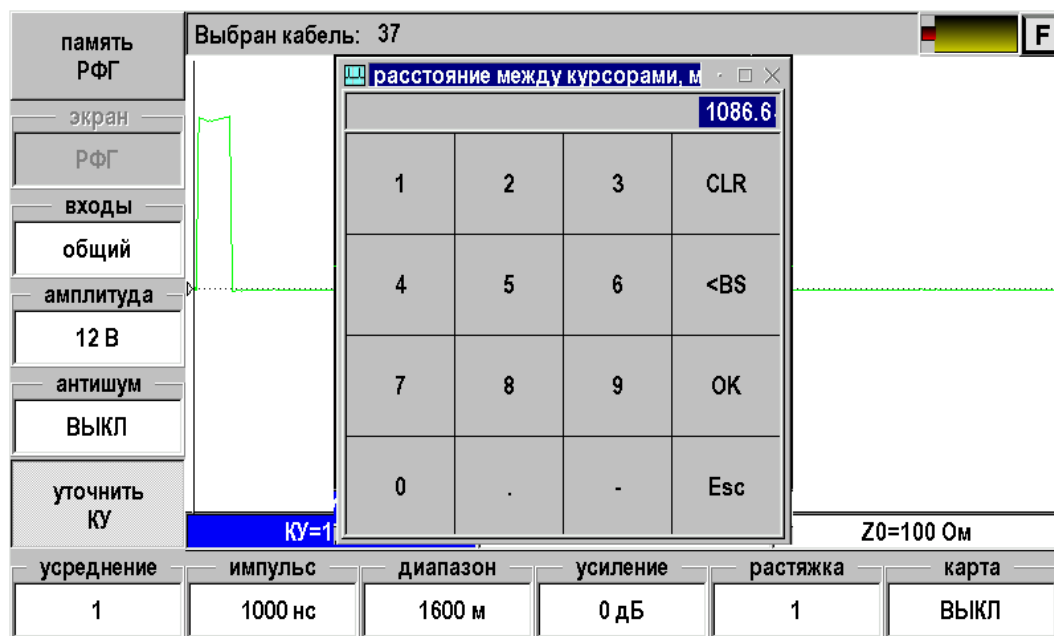 память
РФГ
Выбран кабель: 37
F
расстояние между курсорами, м
1086.6
экран
РФГ
1 2 3 CLR
входы
общий
4 5 6 <BS
амплитуда
12 В
антишум
ВЫКЛ
7 8 9 OK
уточнить
КУ
0 . - Esc
КУ=1
Z0=100 Ом
усреднение импульс диапазон усиление растяжка карта
1 1000 нс 1600 м 0 дБ 1 ВЫКЛ